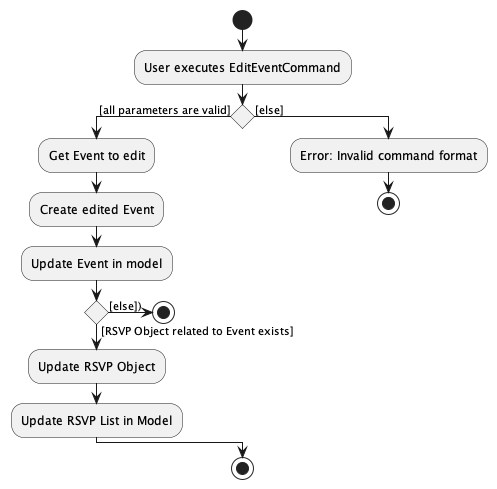 User executes EditEventCommand
[all parameters are valid]
[else]
Get Event to edit
Error: Invalid command format
Create edited Event
Update Event in model
[else])
[RSVP Object related to Event exists]
Update RSVP Object
Update RSVP List in Model